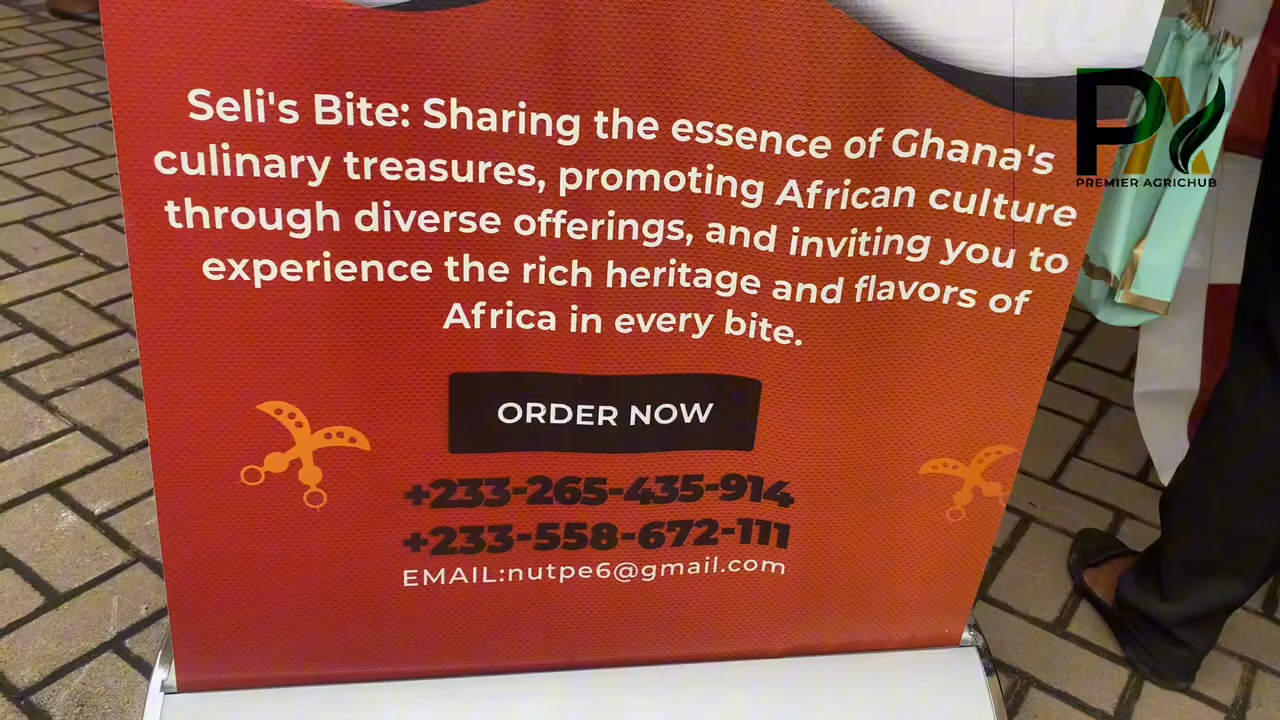 Seli's Bite: Sharing the essence of Ghana's
culinary treasures, promoting African culture
through diverse offerings, and inviting you to
experience the rich heritage and flavors of
Africa in every bite.
ORDER NOW
+233-265-435-914
+233-558-672-111
EMAIL:nutpe6@gmail.com
PREMIER AGRICHUB